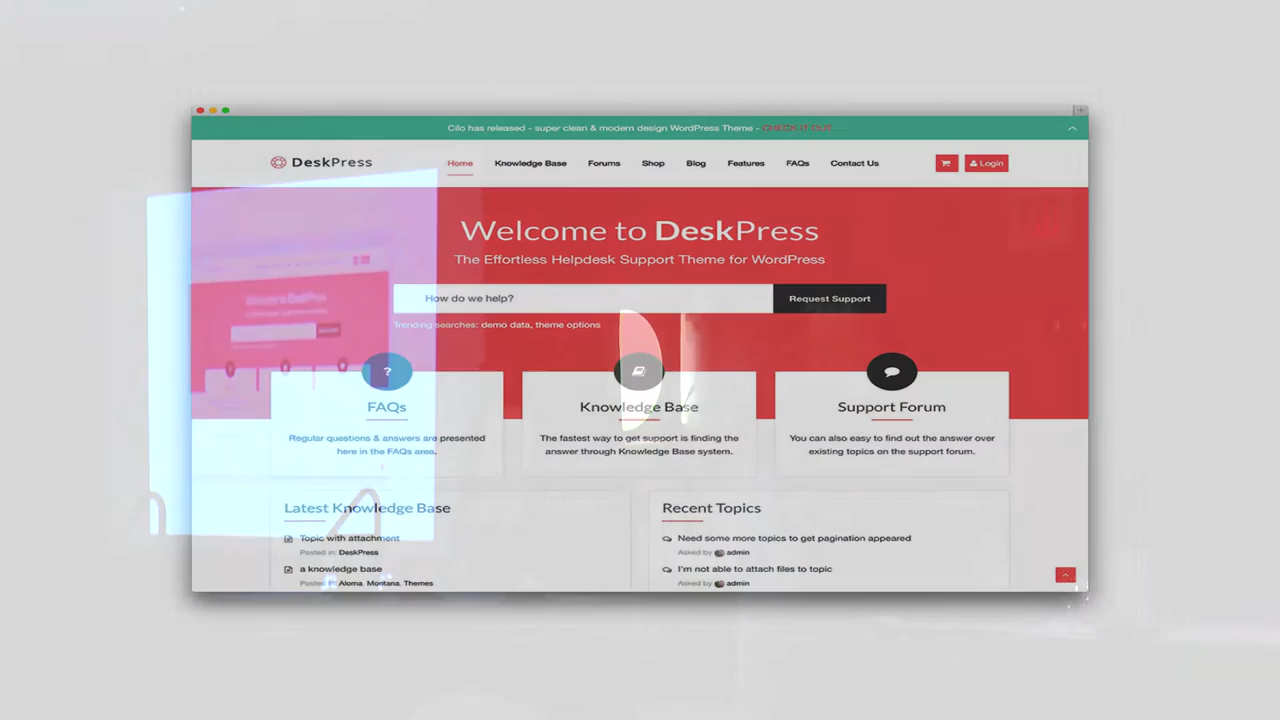 Cilo has released - super clean & modern design WordPress Theme - CHECK IT OUT
DeskPress
Home Knowledge Base Forums Shop Blog Features FAQs Contact Us Login
Welcome to DeskPress
The Effortless Helpdesk Support Theme for WordPress
How do we help? Request Support
Trending searches: demo data, theme options
?
FAQs Knowledge Base Support Forum
Regular questions & answers are presented
here in the FAQs area.
The fastest way to get support is finding the
answer through Knowledge Base system.
You can also easy to find out the answer over
existing topics on the support forum.
Latest Knowledge Base
Topic with attachment
Posted in: DeskPress
a knowledge base
Posted in: Aloma, Montana, Themes
Recent Topics
Need some more topics to get pagination appeared
Asked by admin
I'm not able to attach files to topic
Asked by admin